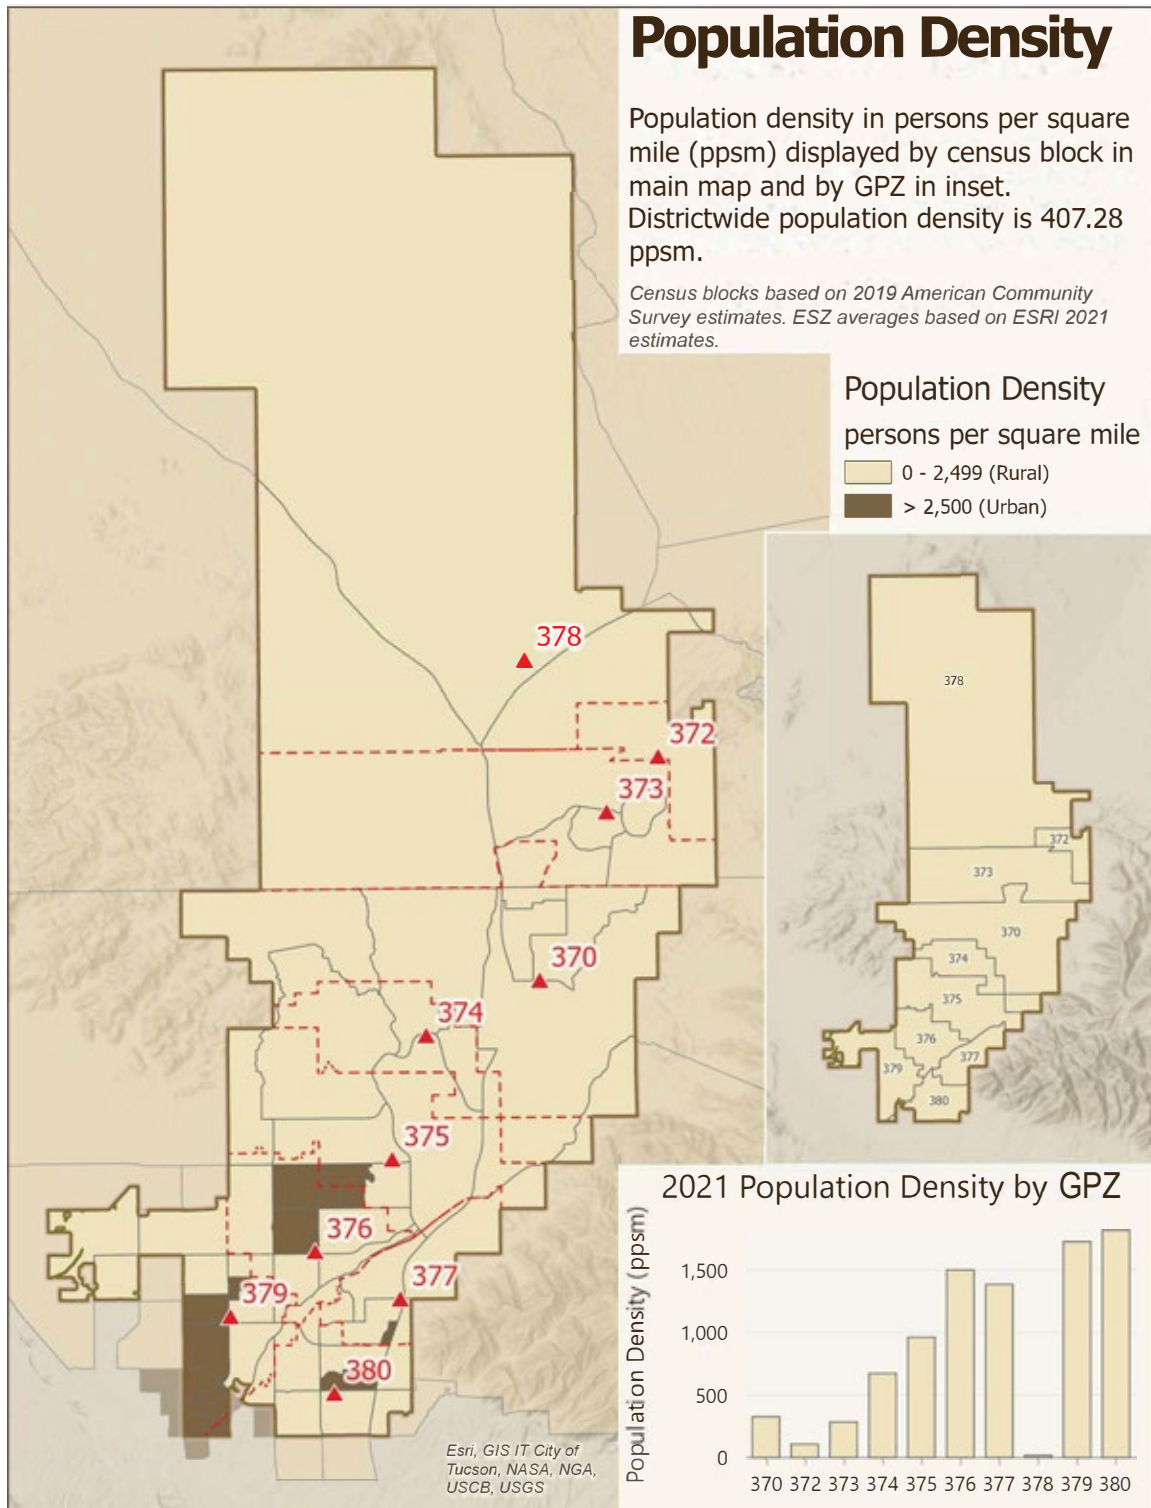 Population Density
Population density in persons per square
mile (ppsm) displayed by census block in
main map and by GPZ in inset.
Districtwide population density is 407.28
ppsm.
Census blocks based on 2019 American Community
Survey estimates. ESZ averages based on ESRI 2021
estimates.
Population Density
persons per square mile
0 - 2,499 (Rural)
> 2,500 (Urban)
378
372
373
370
374
375
376
377
379
380
378
372
373
370
374
375
376
377
379
380
Esri, GIS IT City of
Tucson, NASA, NGA,
USCB, USGS
2021 Population Density by GPZ
Population Density (ppsm)
1,500
1,000
500
0
370 372 373 374 375 376 377 378 379 380